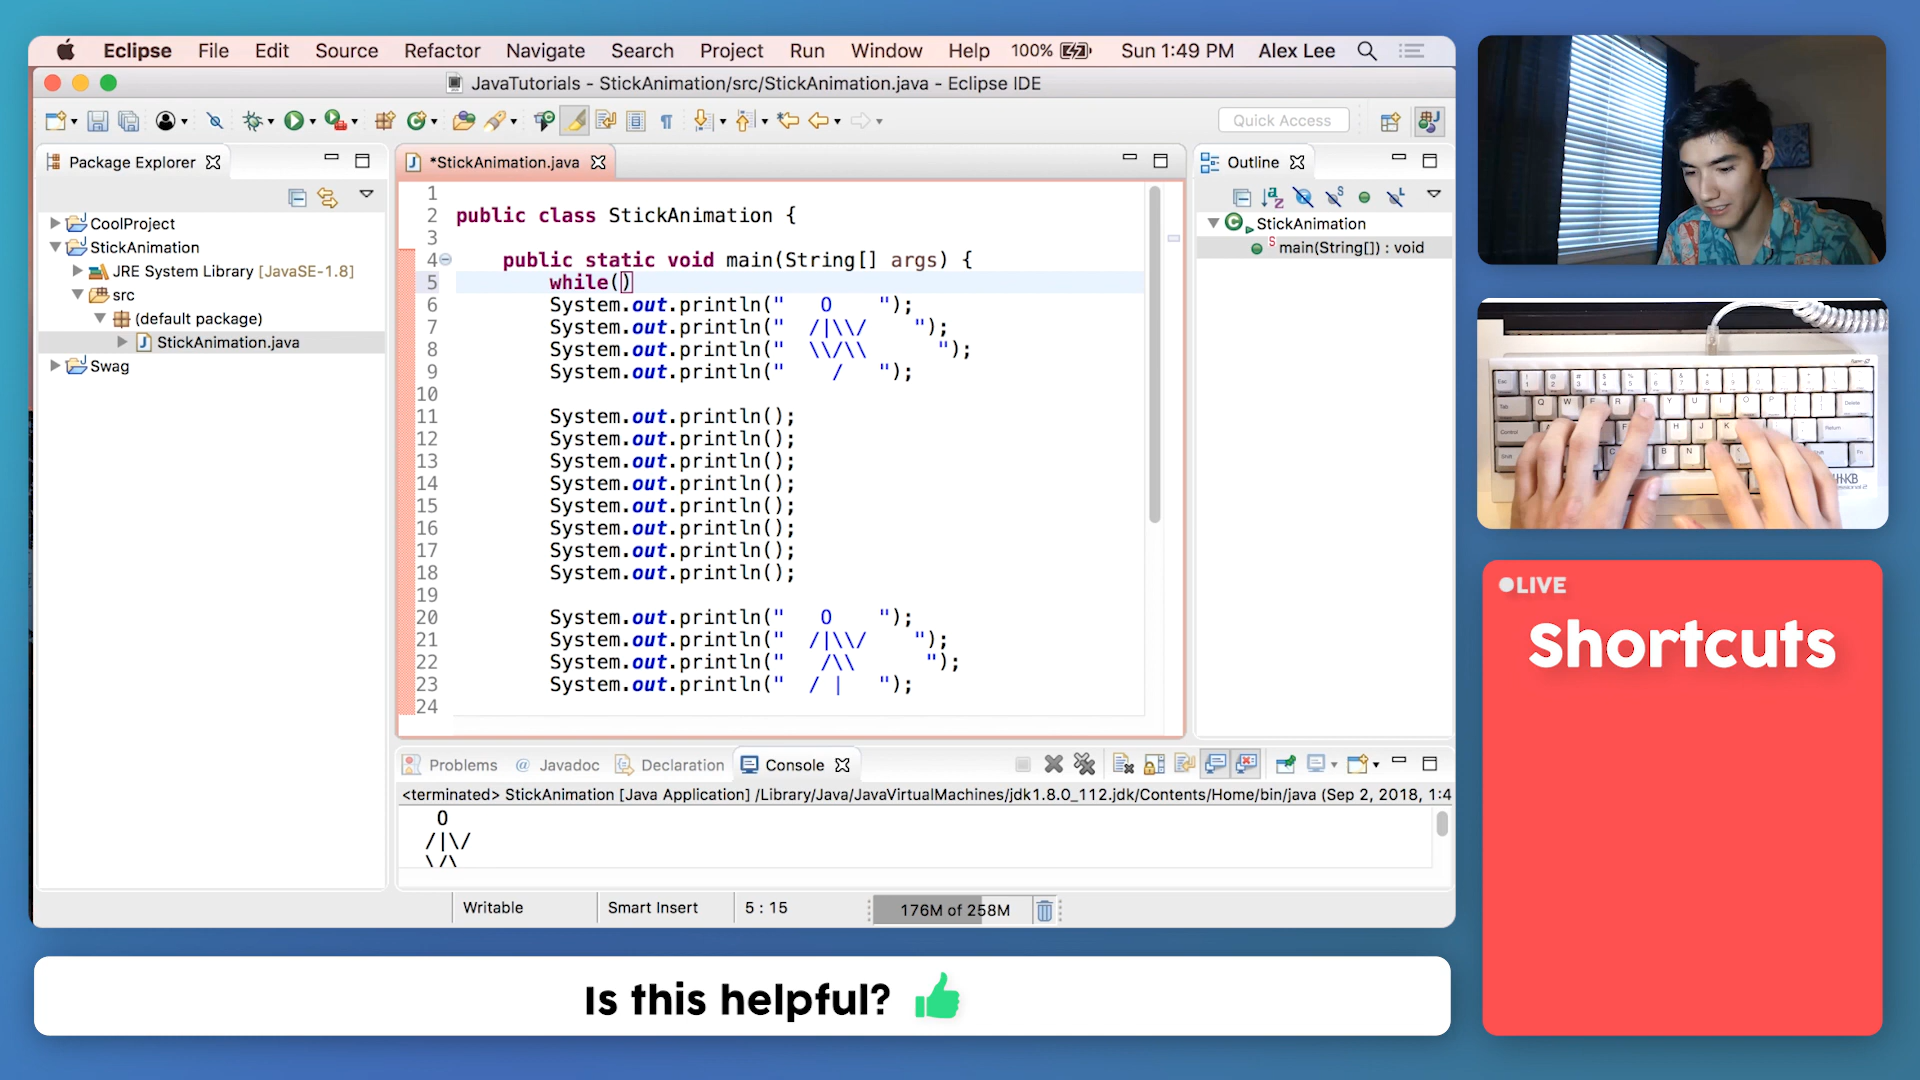 Eclipse File Edit Source Refactor Navigate Search Project Run Window Help 100% Sun 1:49 PM Alex Lee
JavaTutorials - StickAnimation/src/StickAnimation.java - Eclipse IDE
Quick Access
Package Explorer
CoolProject
StickAnimation
JRE System Library [JavaSE-1.8]
src
(default package)
StickAnimation.java
Swag
*StickAnimation.java
1
2 public class StickAnimation {
3
4 public static void main(String[] args) {
5 while()
6 System.out.println("   O    ");
7 System.out.println("  /|\\/    ");
8 System.out.println("  \\/\\      ");
9 System.out.println("    /   ");
10
11 System.out.println();
12 System.out.println();
13 System.out.println();
14 System.out.println();
15 System.out.println();
16 System.out.println();
17 System.out.println();
18 System.out.println();
19
20 System.out.println("   O    ");
21 System.out.println("  /|\\/    ");
22 System.out.println("   /\\      ");
23 System.out.println("  / |   ");
24
Outline
StickAnimation
main(String[]) : void
Problems @ Javadoc Declaration Console
<terminated> StickAnimation [Java Application] /Library/Java/JavaVirtualMachines/jdk1.8.0_112.jdk/Contents/Home/bin/java (Sep 2, 2018, 1:4
O
/|\/
\/\
Writable Smart Insert 5 : 15 176M of 258M
LIVE
Shortcuts
Is this helpful?